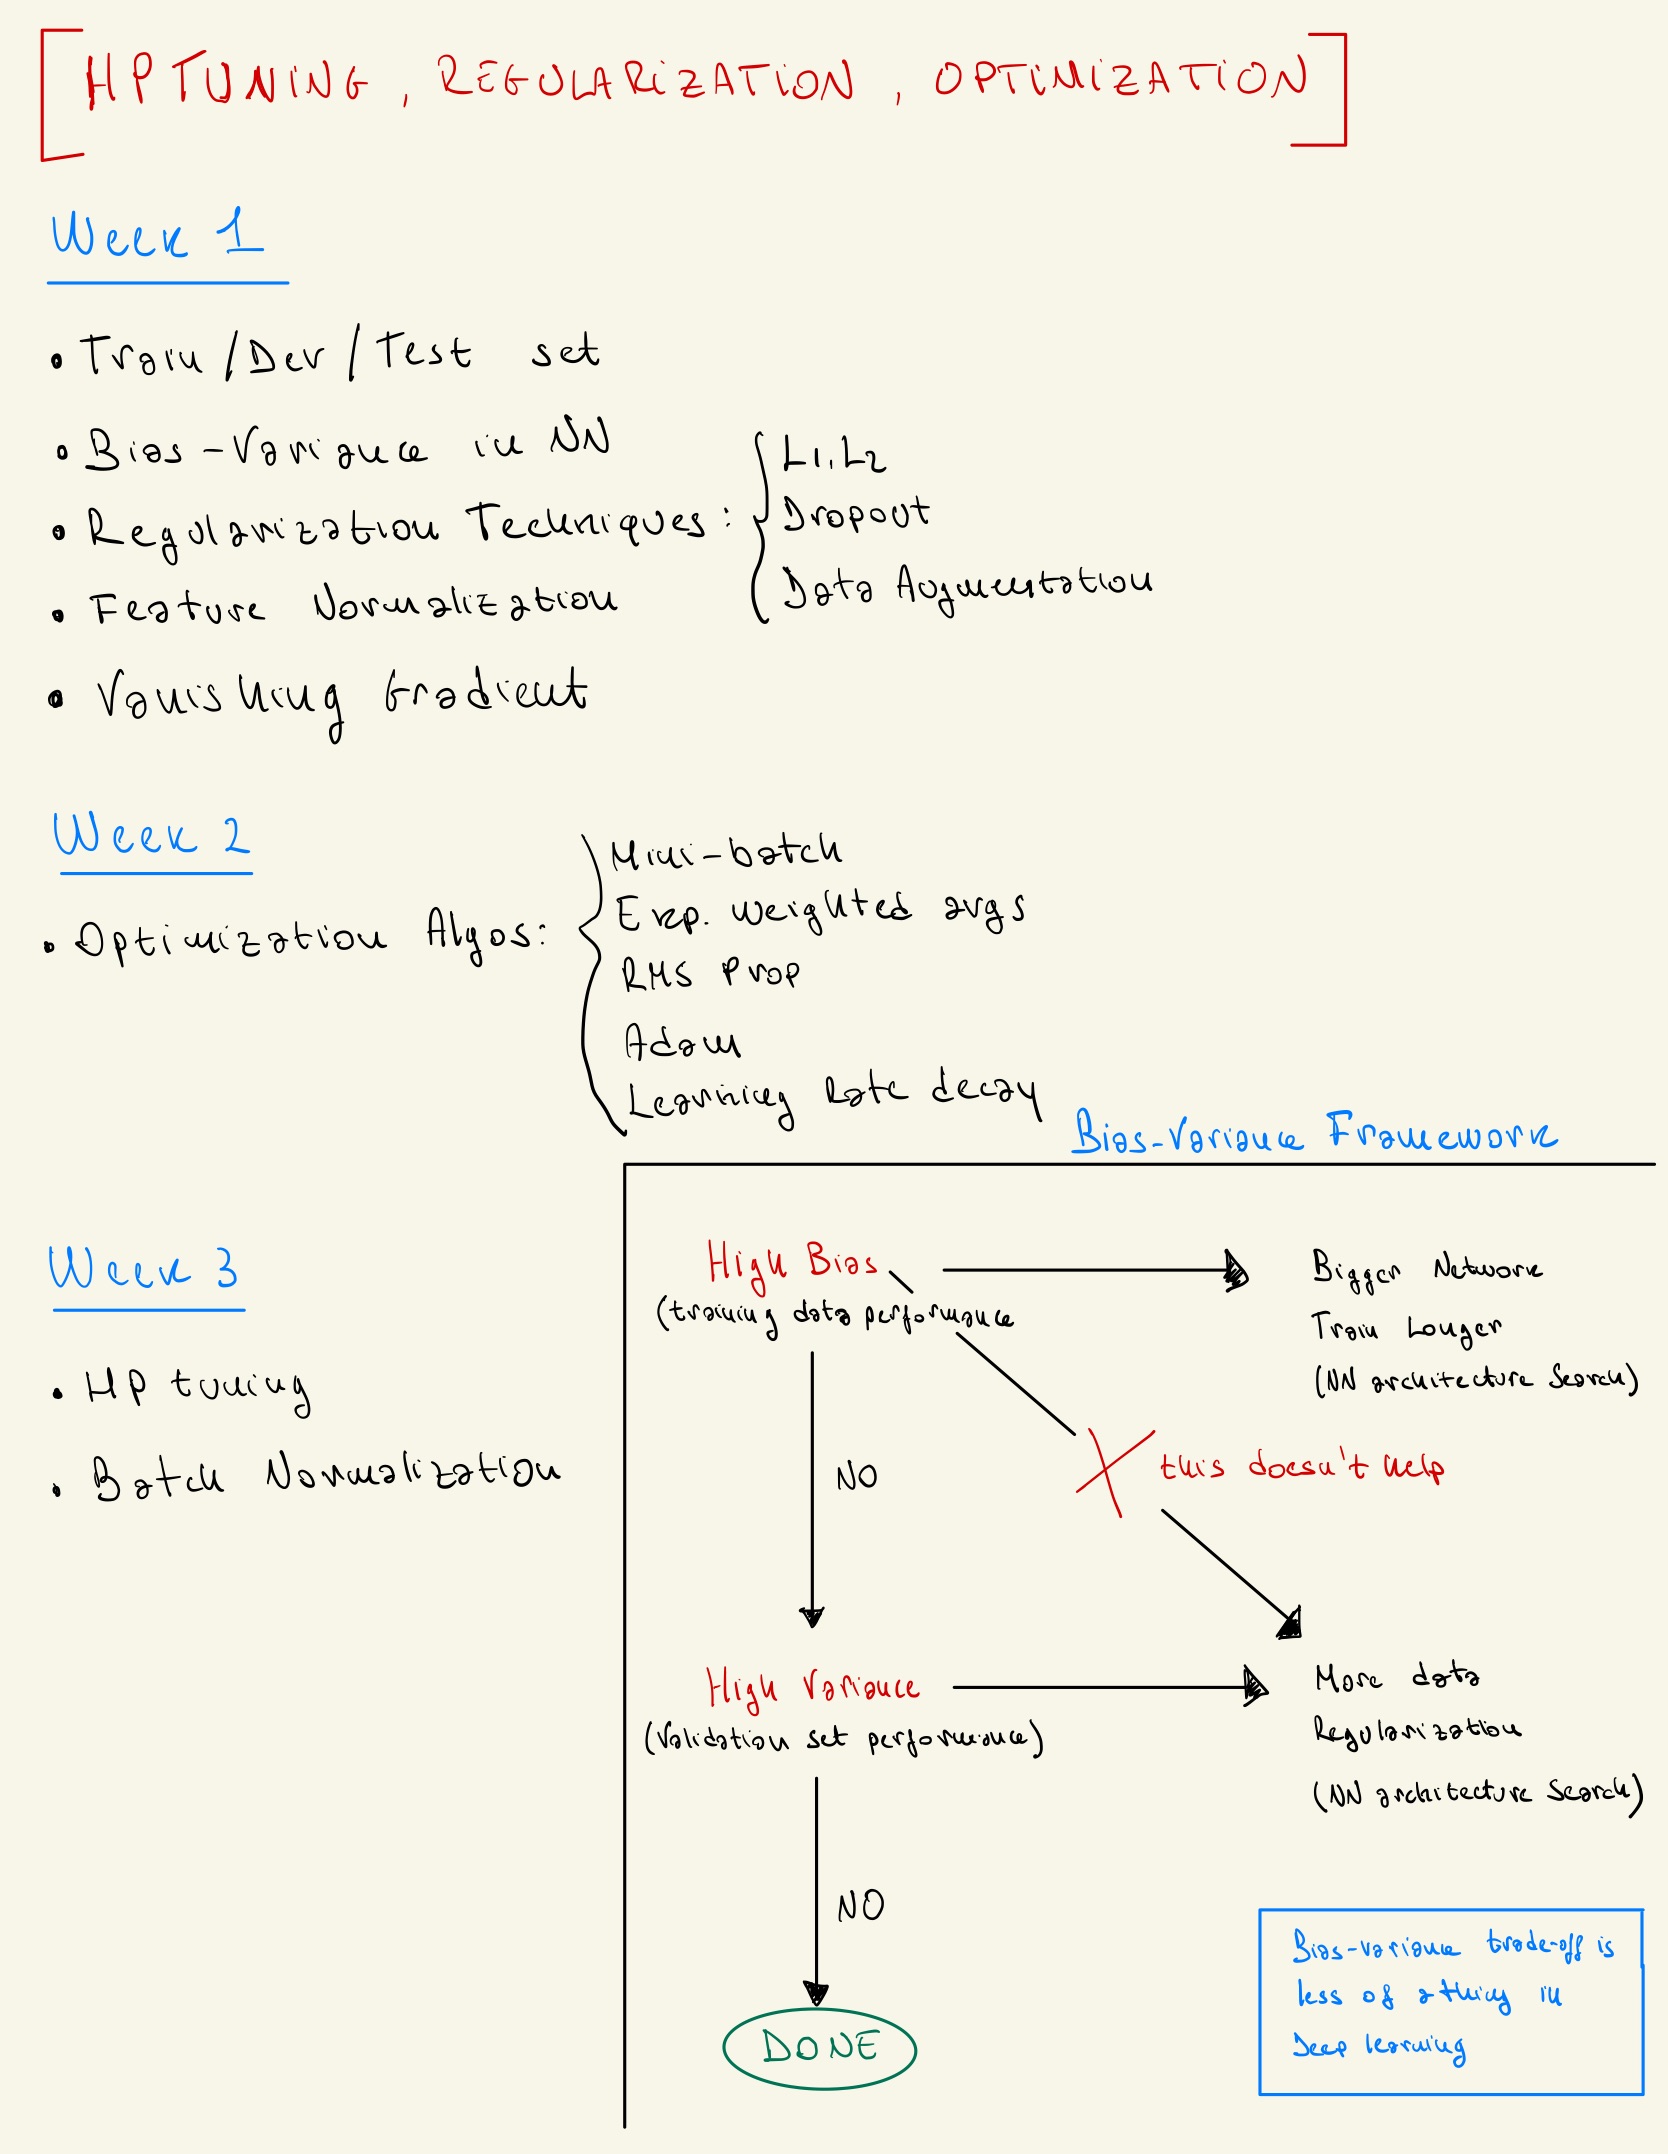 HP TUNING, REGULARIZATION, OPTIMIZATION
Week 1
• Train/Dev/Test set
• Bias-Variance in NN
• Regularization Techniques:
L1, L2
Dropout
Data Augmentation
• Feature Normalization
• Vanishing Gradient
Week 2
• Optimization Algos:
Mini-batch
Exp. weighted avgs
RMS Prop
Adam
Learning Rate decay
Week 3
• HP tuning
• Batch Normalization
Bias-Variance Framework
High Bias
(training data performance
Bigger Network
Train Longer
(NN architecture Search)
NO
this doesn't help
High Variance
(Validation set performance)
More data
Regularization
(NN architecture Search)
NO
DONE
Bias-variance trade-off is
less of a thing in
Deep learning